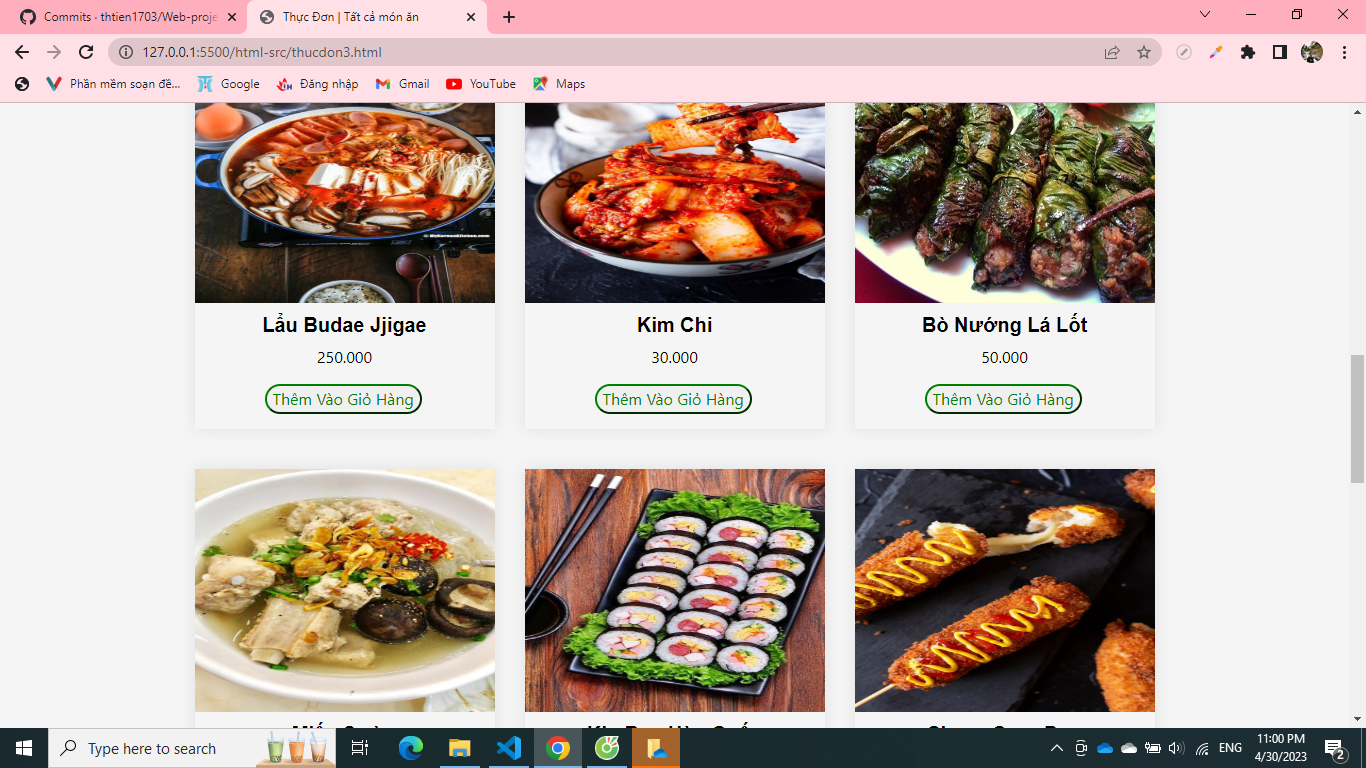 Commits · thtien1703/Web-proje
Thực Đơn | Tất cả món ăn
127.0.0.1:5500/html-src/thucdon3.html
Phần mềm soạn đề...
Google
Đăng nhập
Gmail
YouTube
Maps
Lẩu Budae Jjigae
Kim Chi
Bò Nướng Lá Lốt
250.000
30.000
50.000
Thêm Vào Giỏ Hàng
Thêm Vào Giỏ Hàng
Thêm Vào Giỏ Hàng
Type here to search
ENG
11:00 PM
4/30/2023
2